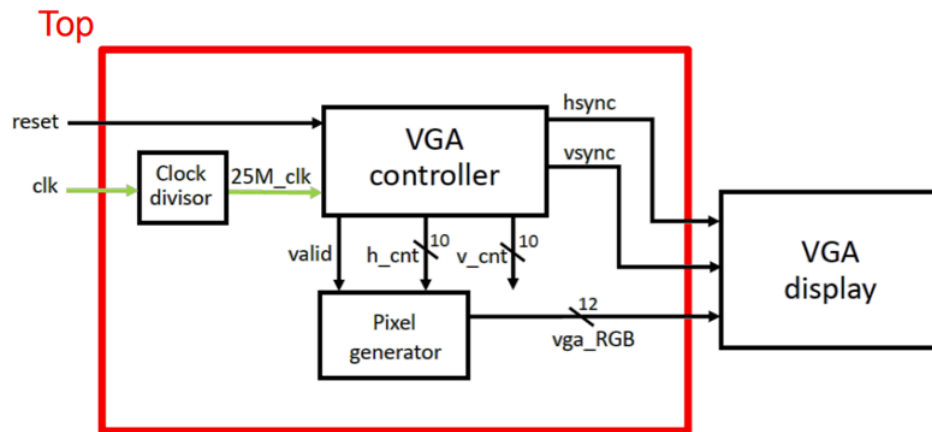 Top
reset
clk
Clock
divisor
25M_clk
VGA
controller
hsync
vsync
valid
h_cnt
10
v_cnt
10
Pixel
generator
12
vga_RGB
VGA
display